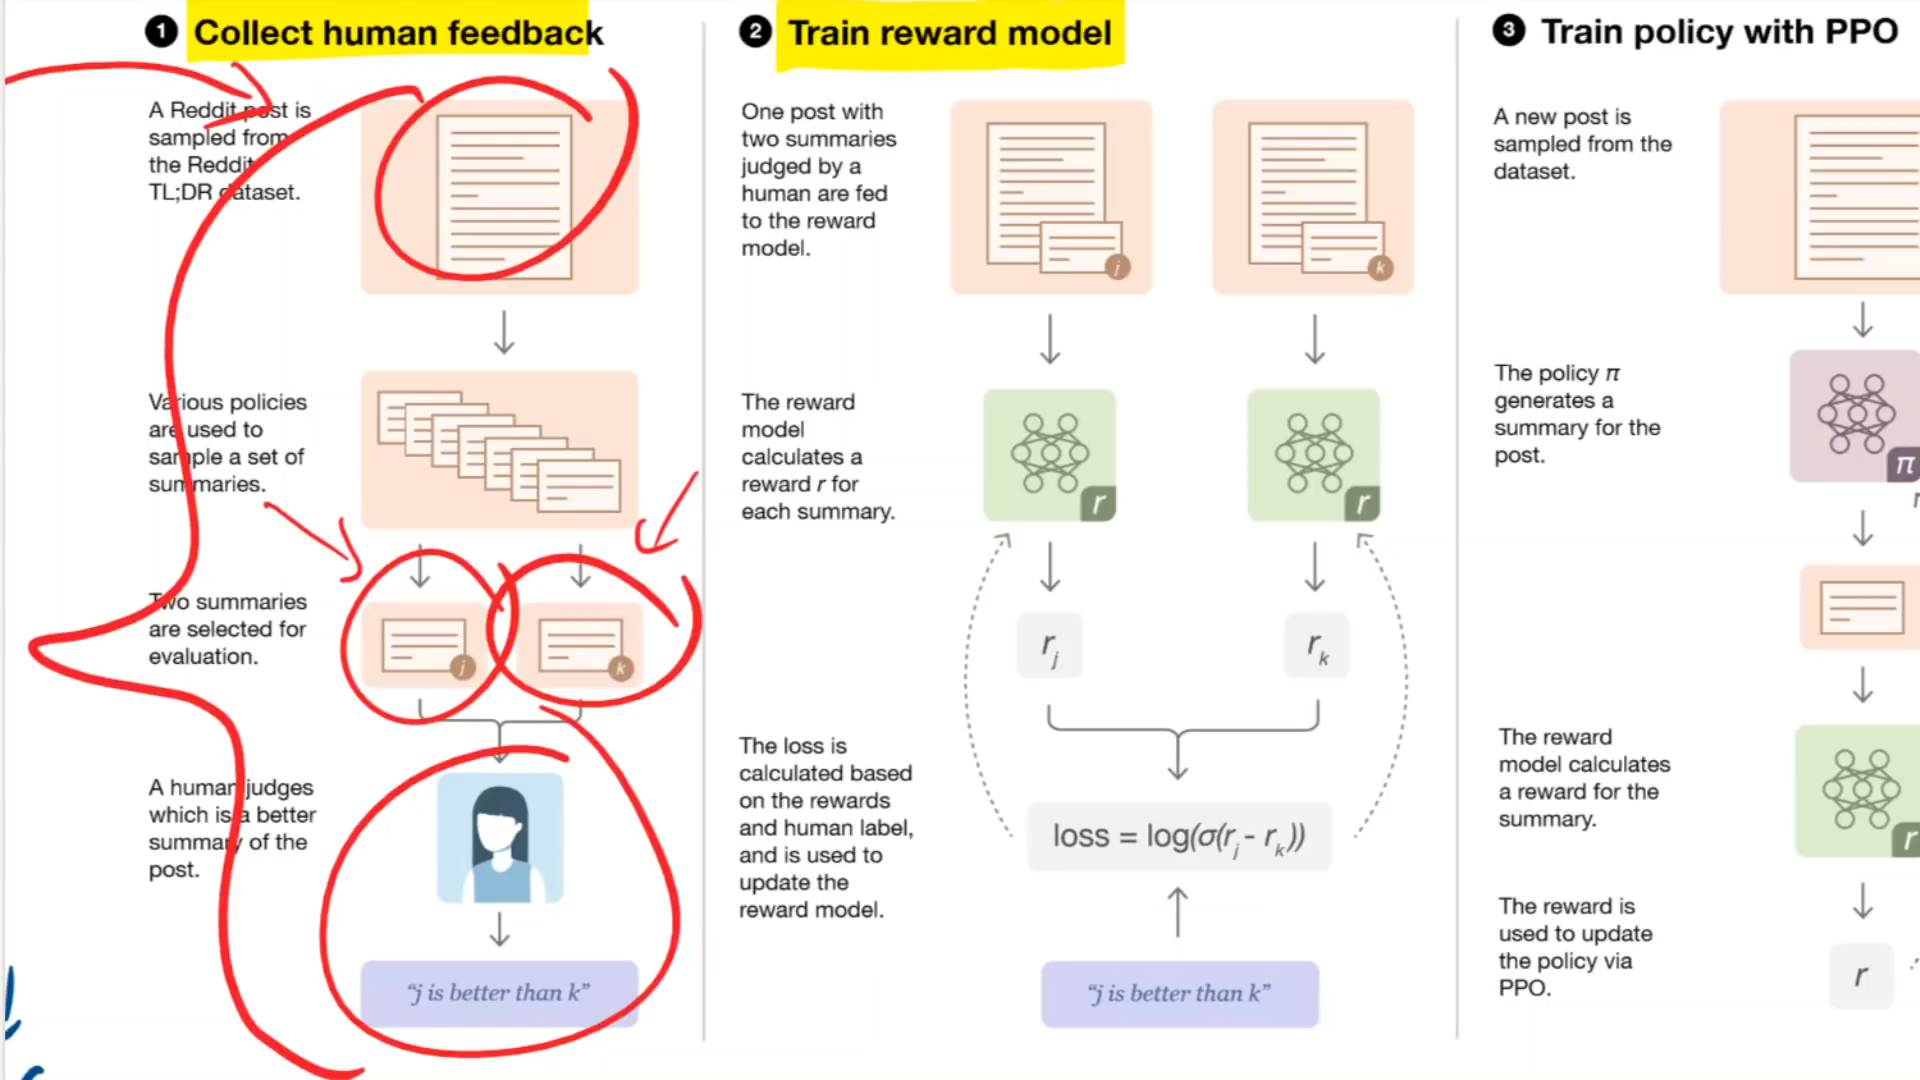 1 Collect human feedback
A Reddit post is
sampled from
the Reddit
TL;DR dataset.
Various policies
are used to
sample a set of
summaries.
Two summaries
are selected for
evaluation.
j
k
A human judges
which is a better
summary of the
post.
“j is better than k”
2 Train reward model
One post with
two summaries
judged by a
human are fed
to the reward
model.
j
k
The reward
model
calculates a
reward r for
each summary.
r
r
rj
rk
The loss is
calculated based
on the rewards
and human label,
and is used to
update the
reward model.
loss = log(σ(rj - rk))
“j is better than k”
3 Train policy with PPO
A new post is
sampled from the
dataset.
The policy π
generates a
summary for the
post.
π
The reward
model calculates
a reward for the
summary.
r
The reward is
used to update
the policy via
PPO.
r